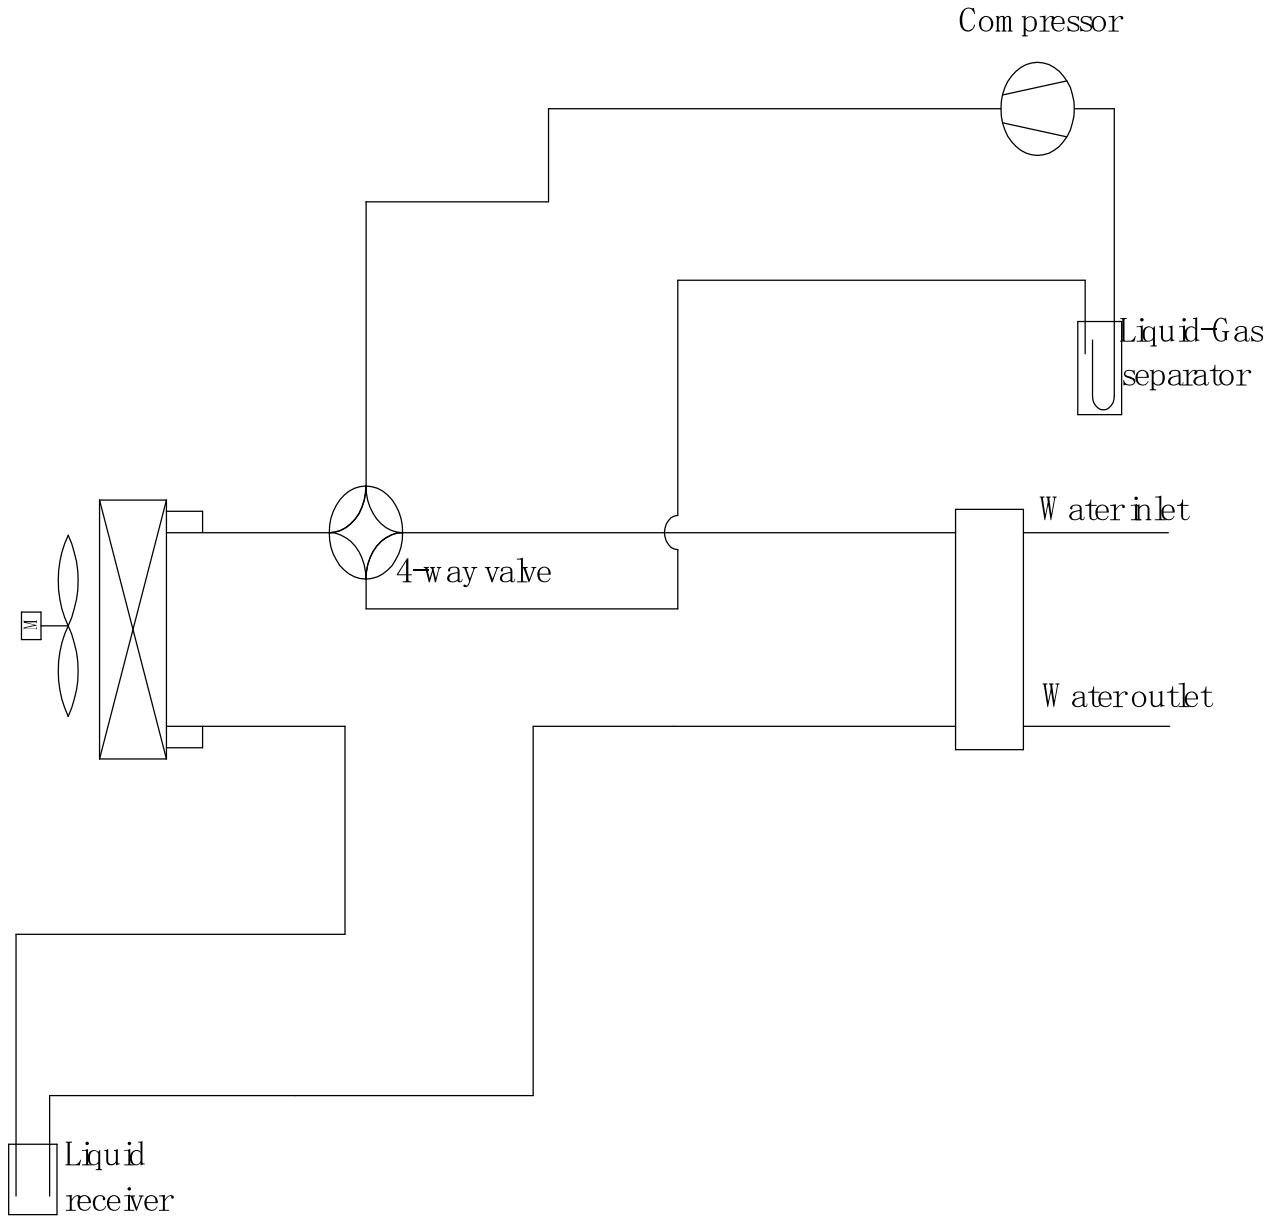 Compressor
Liquid-Gas
separator
Water inlet
4-way valve
M
Water outlet
Liquid
receiver